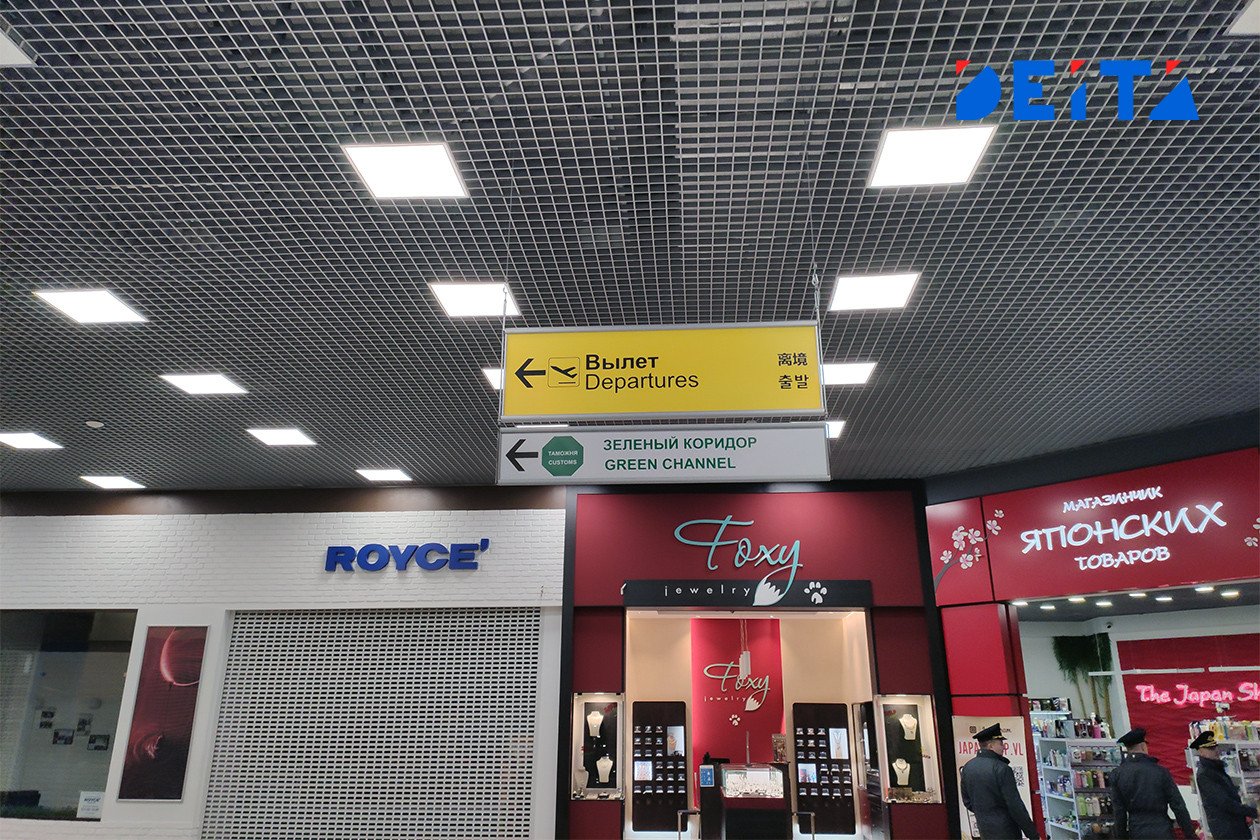 DEITA
Вылет
Departures
离境
출발
ТАМОЖНЯ
CUSTOMS
ЗЕЛЕНЫЙ КОРИДОР
GREEN CHANNEL
ROYCE'
Foxy
jewelry
МАГАЗИНЧИК
ЯПОНСКИХ
ТОВАРОВ
Foxy
jewelry
The Japan Sh
ROYCE'